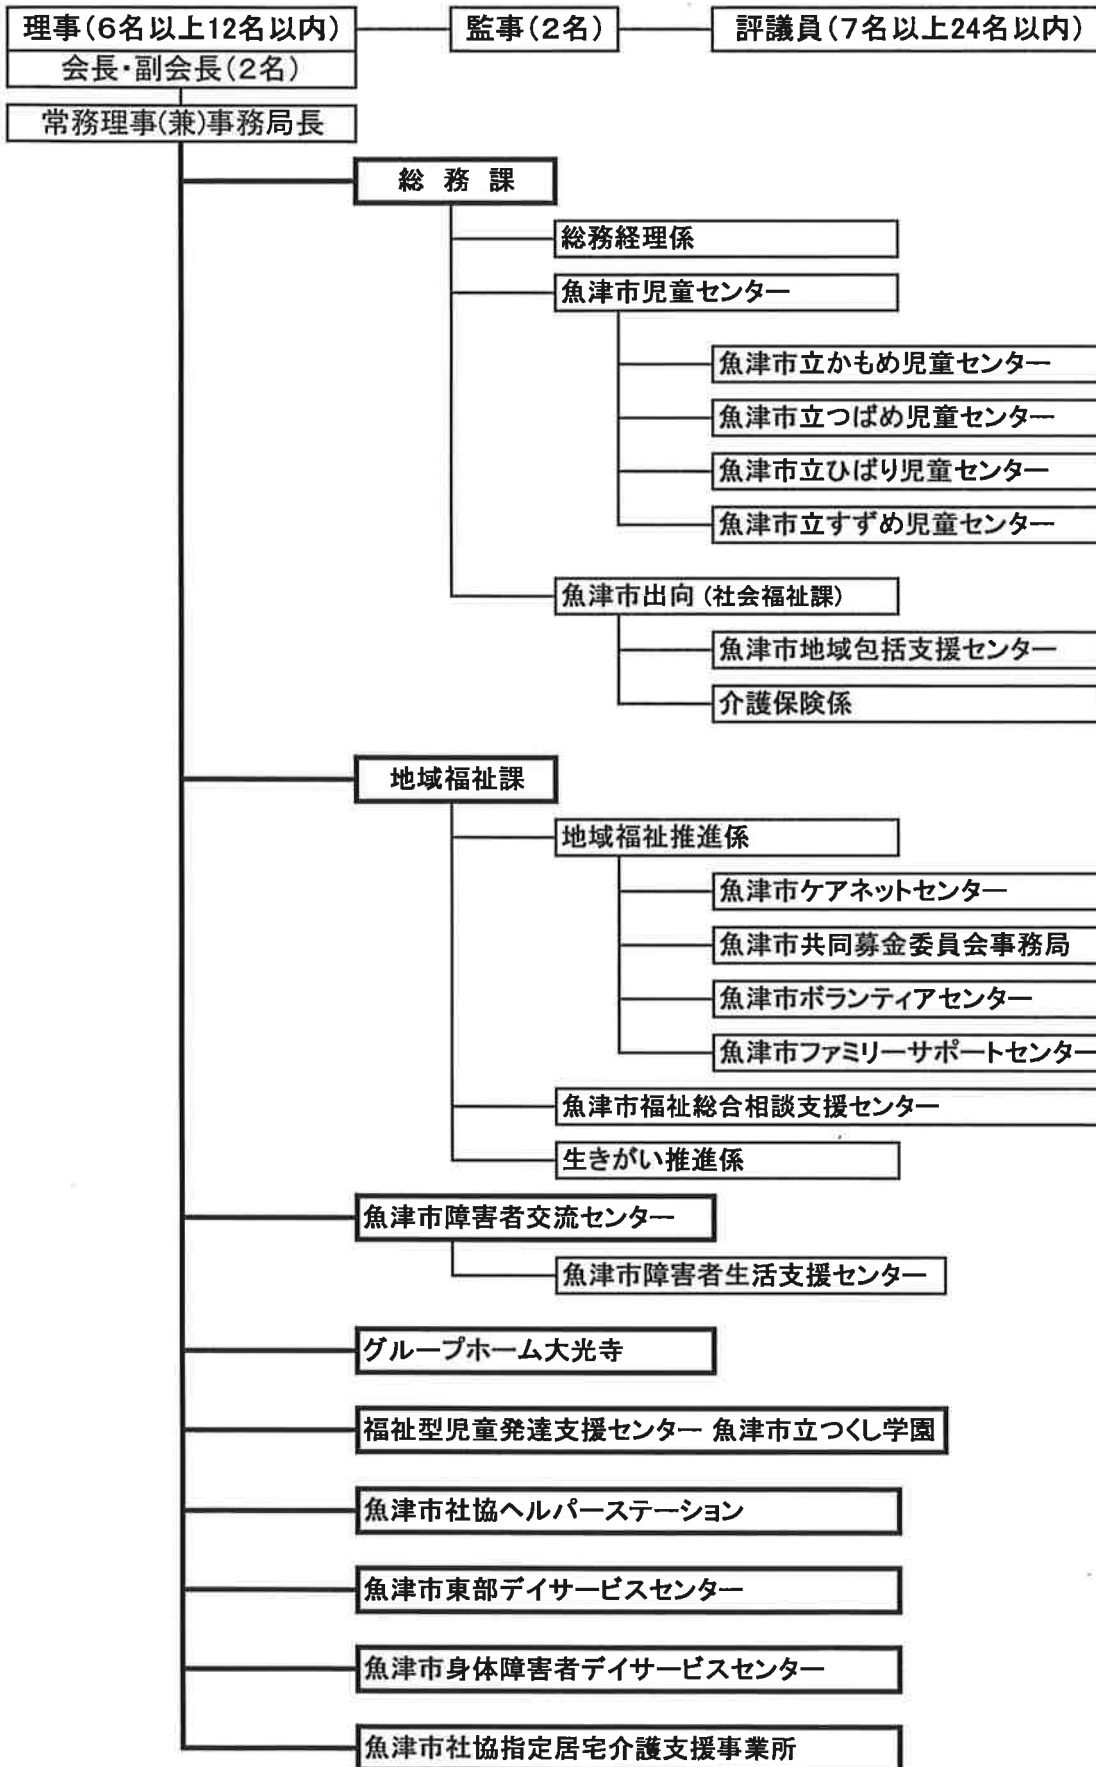 理事(6名以上12名以内)
監事(2名)
評議員(7名以上24名以内)
会長・副会長(2名)
常務理事(兼)事務局長
総務課
総務経理係
魚津市児童センター
魚津市立かもめ児童センター
魚津市立つばめ児童センター
魚津市立ひばり児童センター
魚津市立すずめ児童センター
魚津市出向(社会福祉課)
魚津市地域包括支援センター
介護保険係
地域福祉課
地域福祉推進係
魚津市ケアネットセンター
魚津市共同募金委員会事務局
魚津市ボランティアセンター
魚津市ファミリーサポートセンター
魚津市福祉総合相談支援センター
生きがい推進係
魚津市障害者交流センター
魚津市障害者生活支援センター
グループホーム大光寺
福祉型児童発達支援センター 魚津市立つくし学園
魚津市社協ヘルパーステーション
魚津市東部デイサービスセンター
魚津市身体障害者デイサービスセンター
魚津市社協指定居宅介護支援事業所